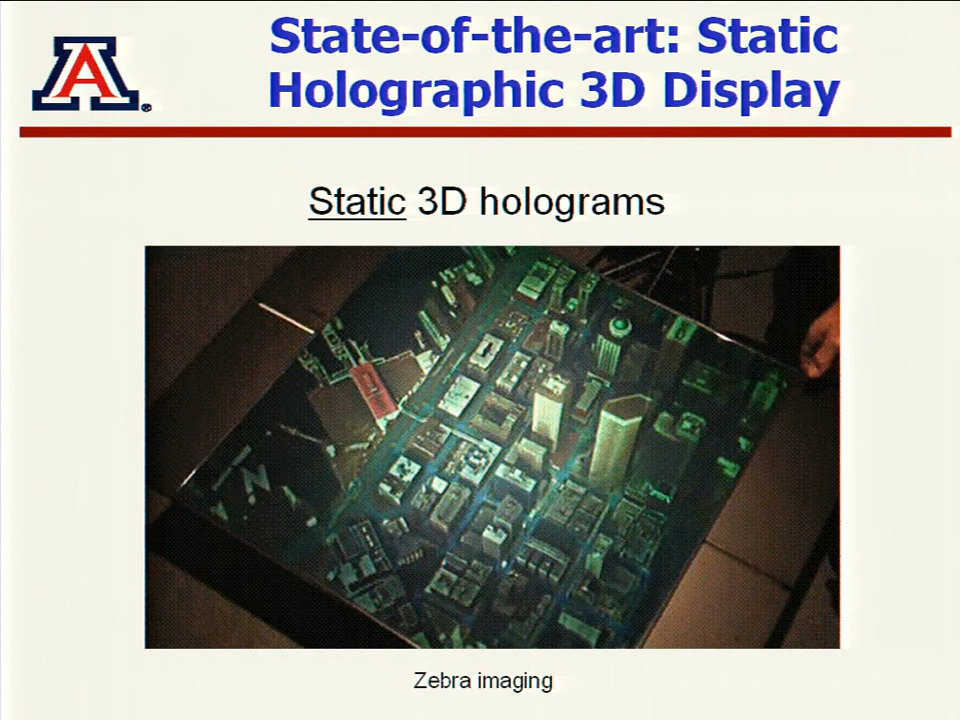 State-of-the-art: Static
Holographic 3D Display
A
®
Static 3D holograms
N
Zebra imaging